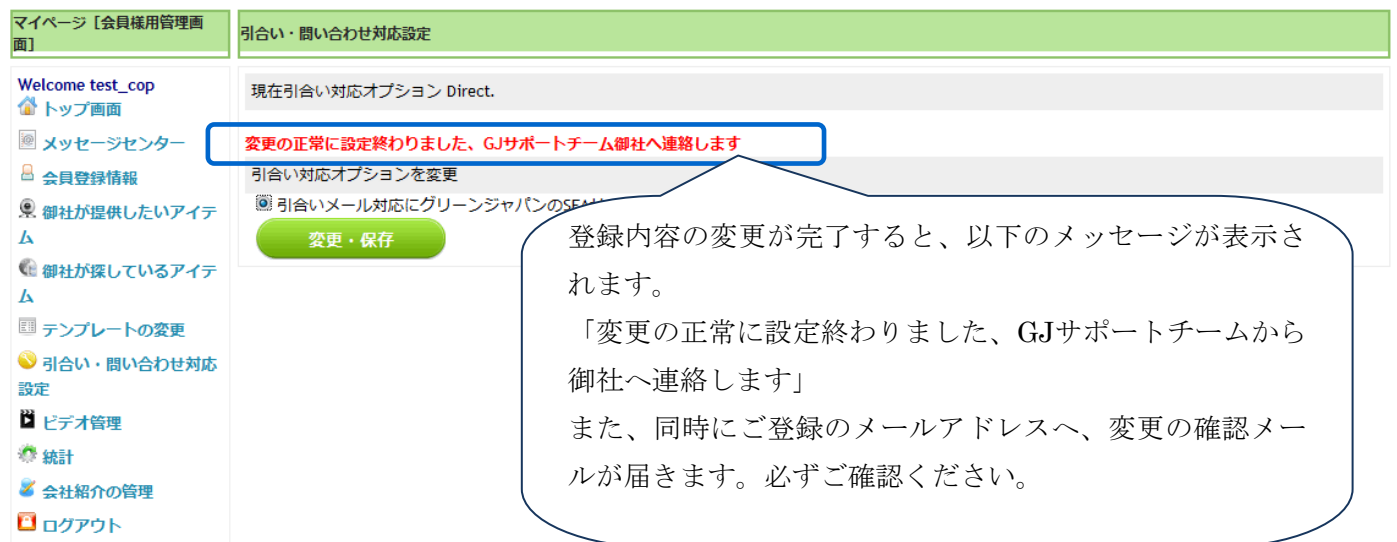 マイページ［会員様用管理画
面］
引合い・問い合わせ対応設定
Welcome test_cop
トップ画面
メッセージセンター
会員登録情報
御社が提供したいアイテ
ム
御社が探しているアイテ
ム
テンプレートの変更
引合い・問い合わせ対応
設定
ビデオ管理
統計
会社紹介の管理
ログアウト
現在引合い対応オプション Direct.
変更の正常に設定終わりました、GJサポートチーム御社へ連絡します
引合い対応オプションを変更
引合いメール対応にグリーンジャパンの
変更・保存
登録内容の変更が完了すると、以下のメッセージが表示さ
れます。
「変更の正常に設定終わりました、GJサポートチームから
御社へ連絡します」
また、同時にご登録のメールアドレスへ、変更の確認メー
ルが届きます。必ずご確認ください。